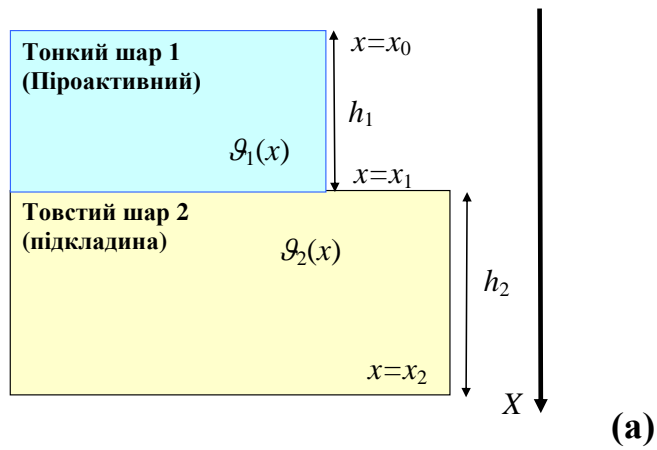 Тонкий шар 1
(Піроактивний)
x=x₀
h₁
ϑ₁(x)
x=x₁
Товстий шар 2
(підкладина)
ϑ₂(x)
h₂
x=x₂
X
(а)